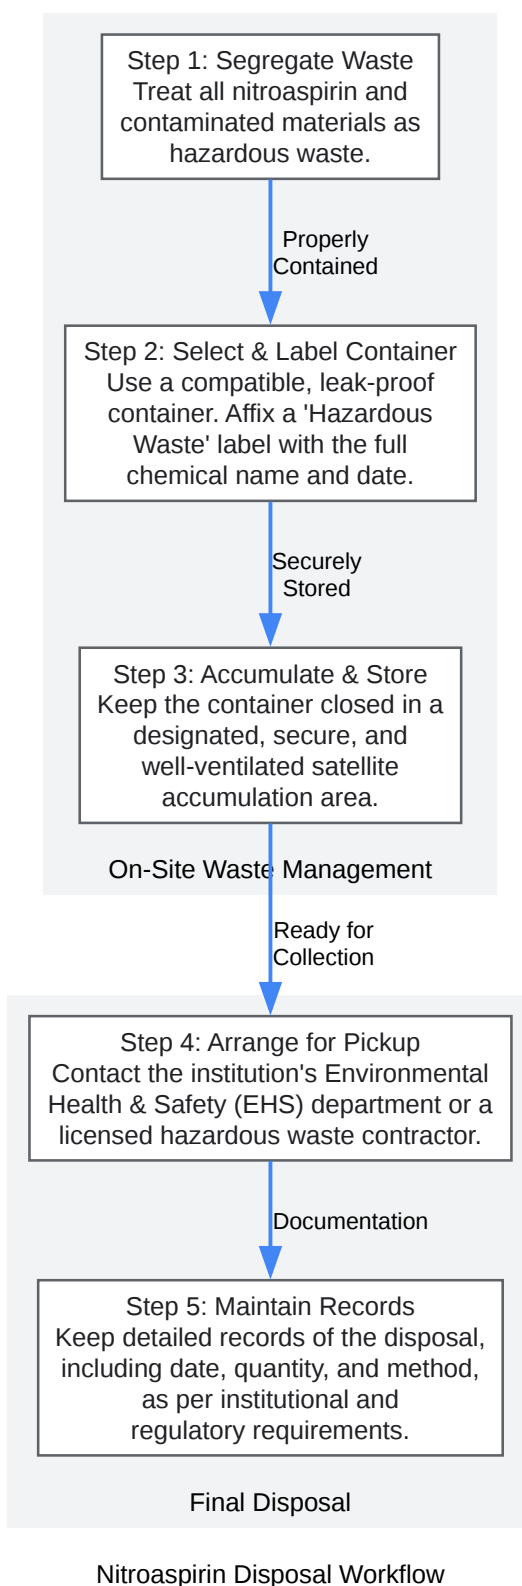 Step 1: Segregate Waste
Treat all nitroaspirin and
contaminated materials as
hazardous waste.
Properly
Contained
Step 2: Select & Label Container
Use a compatible, leak-proof
container. Affix a 'Hazardous
Waste' label with the full
chemical name and date.
Securely
Stored
Step 3: Accumulate & Store
Keep the container closed in a
designated, secure, and
well-ventilated satellite
accumulation area.
On-Site Waste Management
Ready for
Collection
Step 4: Arrange for Pickup
Contact the institution's Environmental
Health & Safety (EHS) department or a
licensed hazardous waste contractor.
Documentation
Step 5: Maintain Records
Keep detailed records of the disposal,
including date, quantity, and method,
as per institutional and
regulatory requirements.
Final Disposal
Nitroaspirin Disposal Workflow